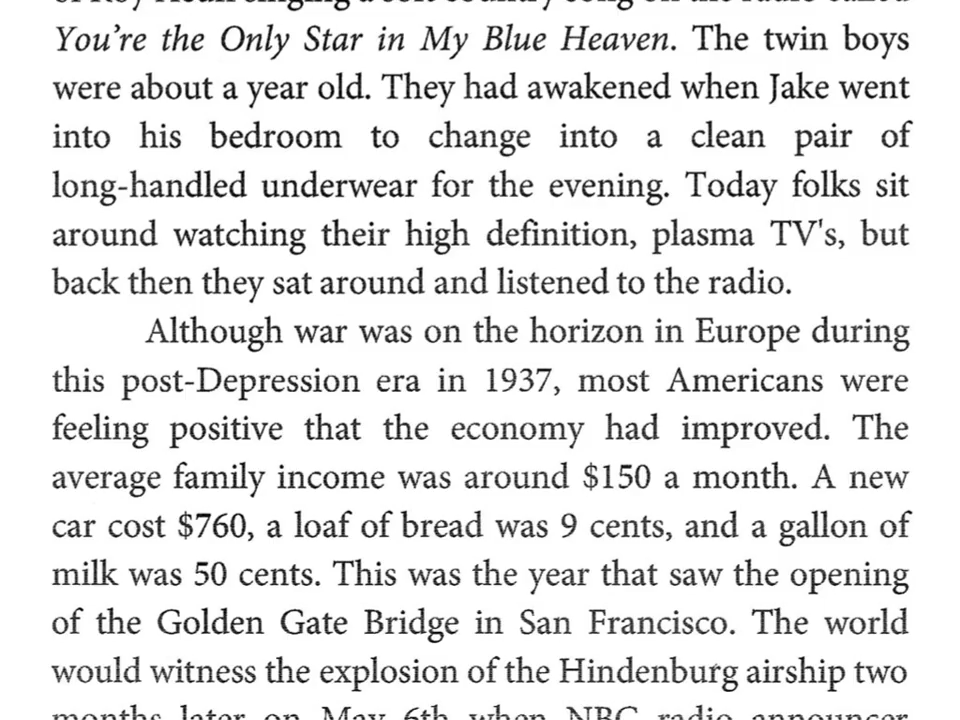 singing a soft country song on the radio called
You're the Only Star in My Blue Heaven. The twin boys
were about a year old. They had awakened when Jake went
into his bedroom to change into a clean pair of
long-handled underwear for the evening. Today folks sit
around watching their high definition, plasma TV's, but
back then they sat around and listened to the radio.
Although war was on the horizon in Europe during
this post-Depression era in 1937, most Americans were
feeling positive that the economy had improved. The
average family income was around $150 a month. A new
car cost $760, a loaf of bread was 9 cents, and a gallon of
milk was 50 cents. This was the year that saw the opening
of the Golden Gate Bridge in San Francisco. The world
would witness the explosion of the Hindenburg airship two
months later on May 6th when NBC radio announcer